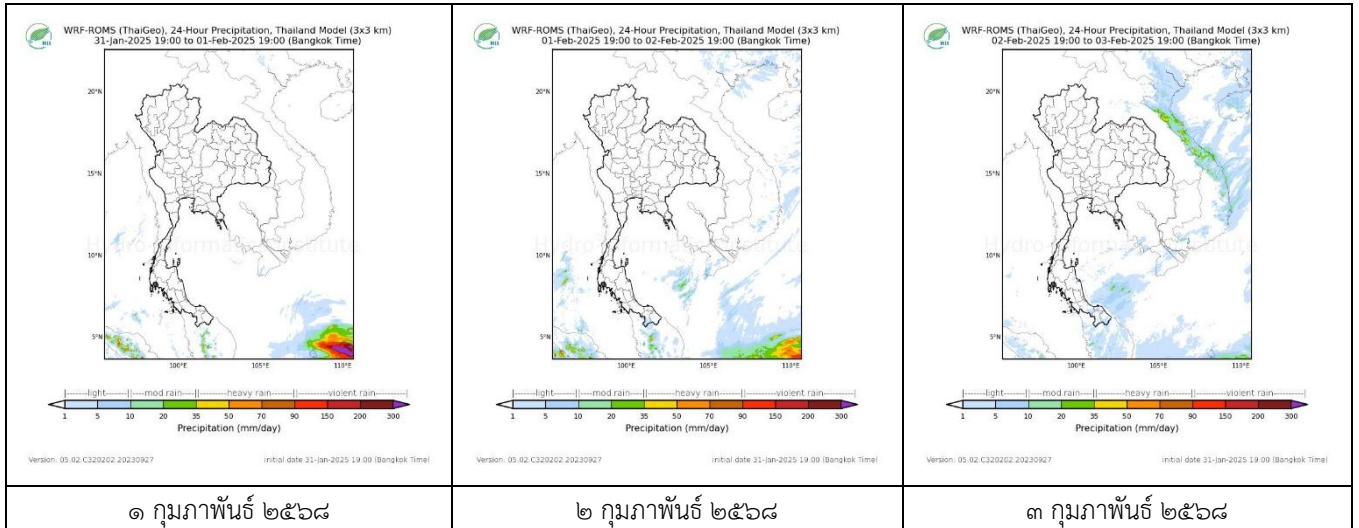 WRF-ROMS (ThaiGeo), 24-Hour Precipitation, Thailand Model (3x3 km)
31-Jan-2025 19:00 to 01-Feb-2025 19:00 (Bangkok Time)
20°N
15°N
10°N
5°N
100°E
105°E
110°E
Hydro-Informatics Institute
light mod rain heavy rain violent rain
1 5 10 20 35 50 70 90 150 200 300
Precipitation (mm/day)
Version: 05.02.C320202.20230927
initial date 31-Jan-2025 19:00 (Bangkok Time)
๑ กุมภาพันธ์ ๒๕๖๘
WRF-ROMS (ThaiGeo), 24-Hour Precipitation, Thailand Model (3x3 km)
01-Feb-2025 19:00 to 02-Feb-2025 19:00 (Bangkok Time)
20°N
15°N
10°N
5°N
100°E
105°E
110°E
Hydro-Informatics Institute
light mod rain heavy rain violent rain
1 5 10 20 35 50 70 90 150 200 300
Precipitation (mm/day)
Version: 05.02.C320202.20230927
initial date 31-Jan-2025 19:00 (Bangkok Time)
๒ กุมภาพันธ์ ๒๕๖๘
WRF-ROMS (ThaiGeo), 24-Hour Precipitation, Thailand Model (3x3 km)
02-Feb-2025 19:00 to 03-Feb-2025 19:00 (Bangkok Time)
20°N
15°N
10°N
5°N
100°E
105°E
110°E
Hydro-Informatics Institute
light mod rain heavy rain violent rain
1 5 10 20 35 50 70 90 150 200 300
Precipitation (mm/day)
Version: 05.02.C320202.20230927
initial date 31-Jan-2025 19:00 (Bangkok Time)
๓ กุมภาพันธ์ ๒๕๖๘